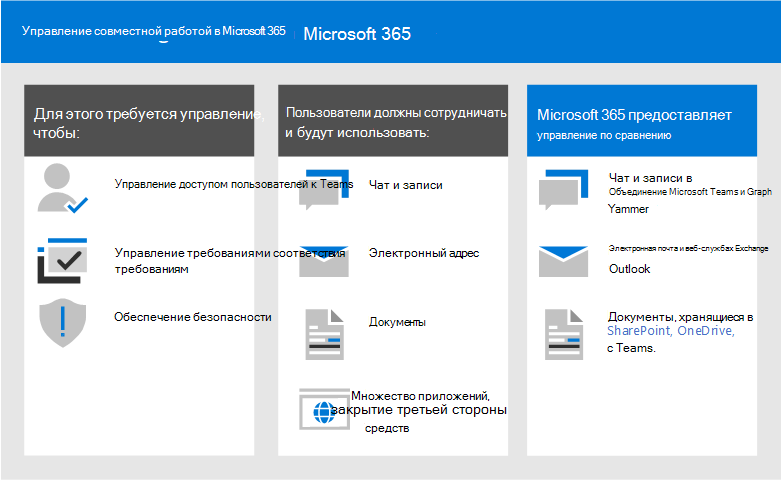 Управление совместной работой в Microsoft 365
Microsoft 365
Для этого требуется управление,
чтобы:
Управление доступом пользователей к Teams
Управление требованиями соответствия
требованиям
Обеспечение безопасности
Пользователи должны сотрудничать
и будут использовать:
Чат и записи
Электронный адрес
Документы
Множество приложений,
закрытие третьей стороны
средств
Microsoft 365 предоставляет
управление по сравнению
Чат и записи в
Объединение Microsoft Teams и Graph
Yammer
Электронная почта и веб-службах Exchange
Outlook
Документы, хранящиеся в
SharePoint, OneDrive,
с Teams.